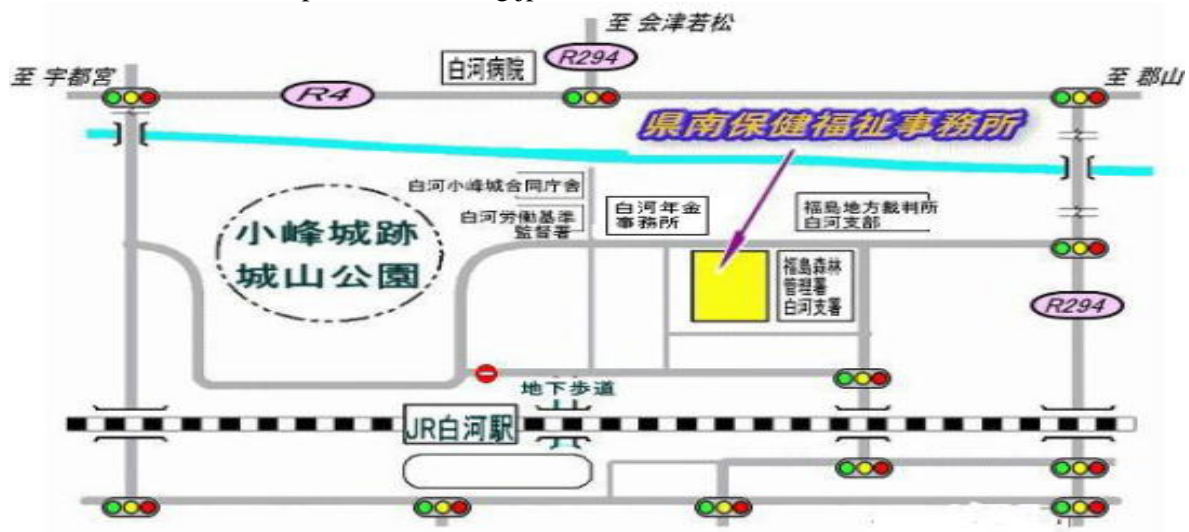 至 会津若松
R294
白河病院
至 宇都宮
R4
至 郡山
県南保健福祉事務所
白河小峰城合同庁舎
白河労働基準
監督署
白河年金
事務所
福島地方裁判所
白河支部
小峰城跡
城山公園
福島森林
管理署
白河支署
R294
地下歩道
JR白河駅